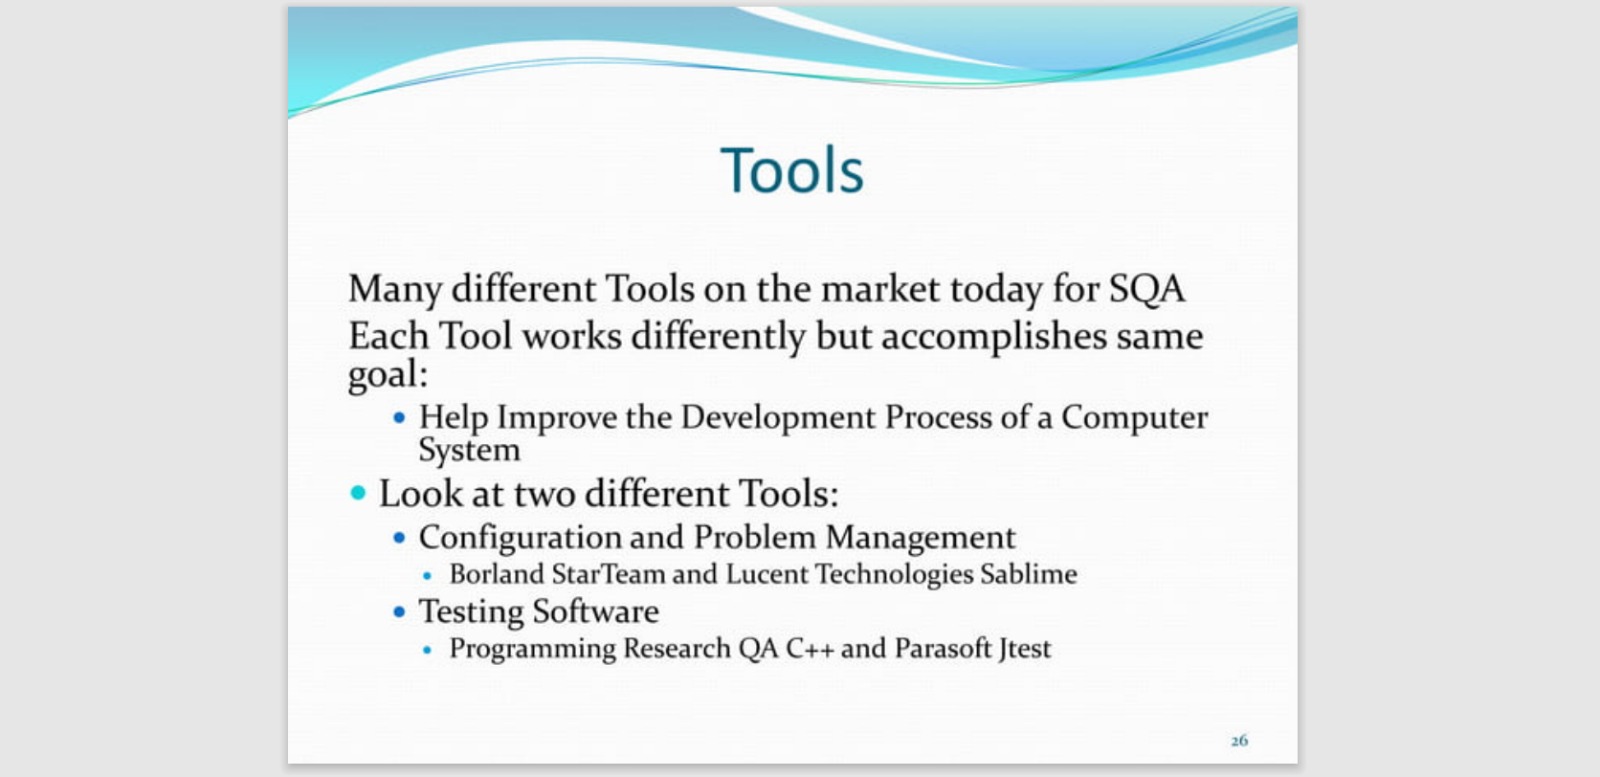 Tools
Many different Tools on the market today for SQA
Each Tool works differently but accomplishes same
goal:
• Help Improve the Development Process of a Computer
System
• Look at two different Tools:
• Configuration and Problem Management
• Borland StarTeam and Lucent Technologies Sablime
• Testing Software
• Programming Research QA C++ and Parasoft Jtest
26